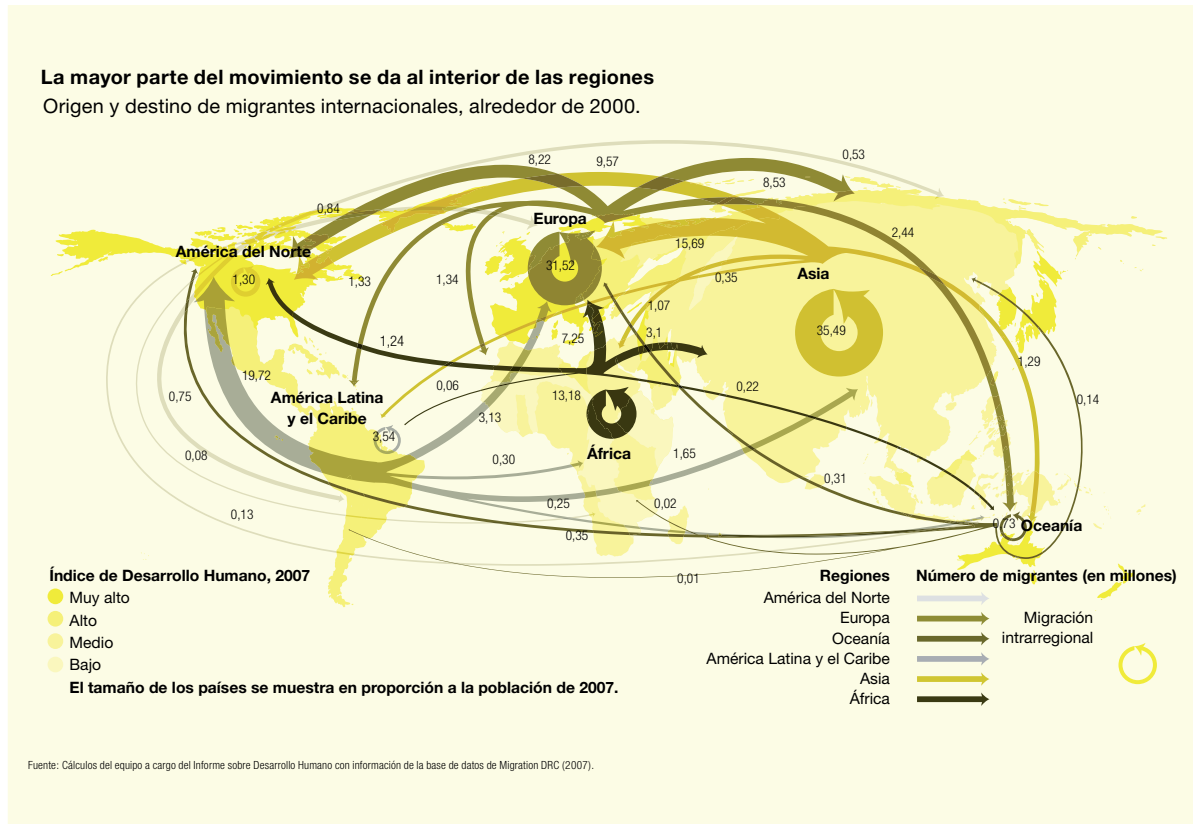 La mayor parte del movimiento se da al interior de las regiones
Origen y destino de migrantes internacionales, alrededor de 2000.
8,22
9,57
0,53
8,53
0,84
Europa
2,44
América del Norte
15,69
31,52
Asia
1,30
1,33
1,34
0,35
1,07
7,25
3,1
35,49
1,24
1,29
19,72
0,06
0,22
0,75
América Latina
y el Caribe
13,18
0,14
3,13
3,54
0,08
0,30
África
1,65
0,31
0,13
0,25
0,02
0,73
Oceanía
0,35
0,01
Índice de Desarrollo Humano, 2007
Muy alto
Alto
Medio
Bajo
El tamaño de los países se muestra en proporción a la población de 2007.
Regiones
Número de migrantes (en millones)
América del Norte
Europa
Oceanía
América Latina y el Caribe
Asia
África
Migración
intrarregional
Fuente: Cálculos del equipo a cargo del Informe sobre Desarrollo Humano con información de la base de datos de Migration DRC (2007).